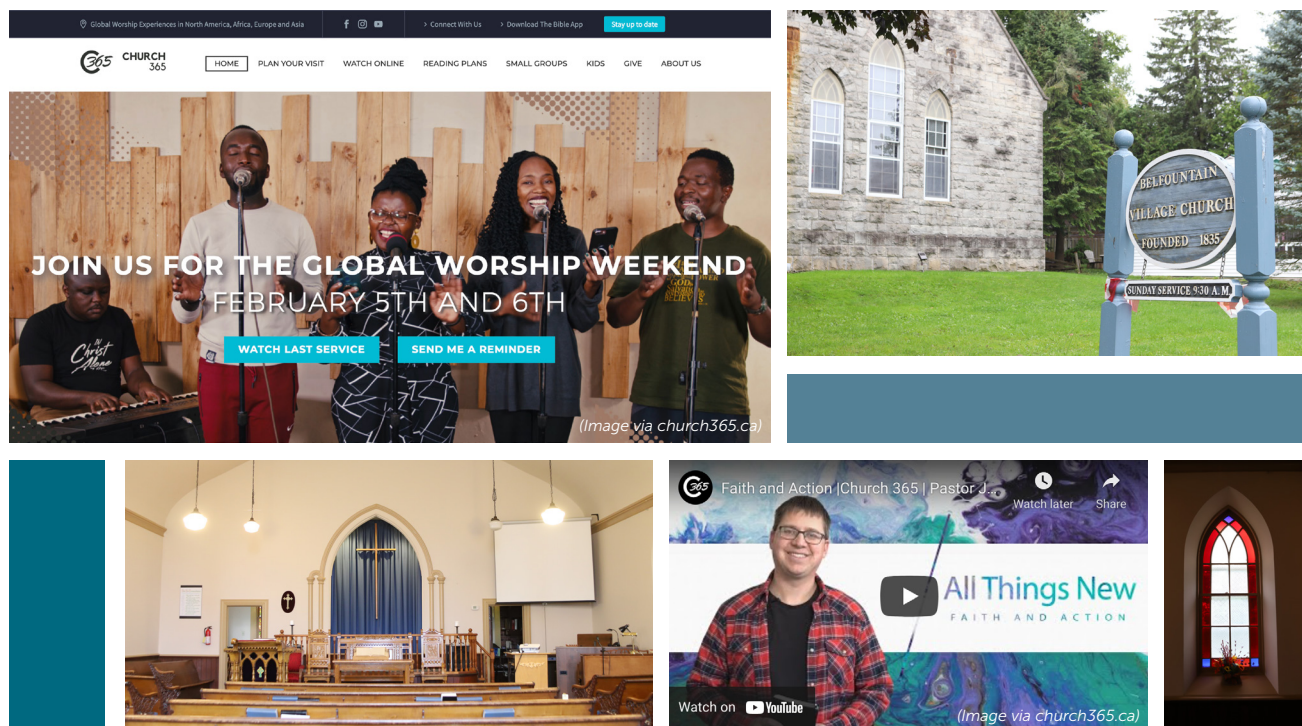 Global Worship Experiences in North America, Africa, Europe and Asia
> Connect With Us
> Download The Bible App
Stay up to date
365
CHURCH
365
HOME
PLAN YOUR VISIT
WATCH ONLINE
READING PLANS
SMALL GROUPS
KIDS
GIVE
ABOUT US
JOIN US FOR THE GLOBAL WORSHIP WEEKEND
FEBRUARY 5TH AND 6TH
WATCH LAST SERVICE
SEND ME A REMINDER
Christ
Alone
GOD
BELIEVE
(Image via church365.ca)
BELFOUNTAIN
VILLAGE CHURCH
FOUNDED 1835
SUNDAY SERVICE 9:30 A.M.
365
Faith and Action |Church 365 | Pastor J...
Watch later
Share
All Things New
FAITH AND ACTION
Watch on YouTube
(Image via church365.ca)